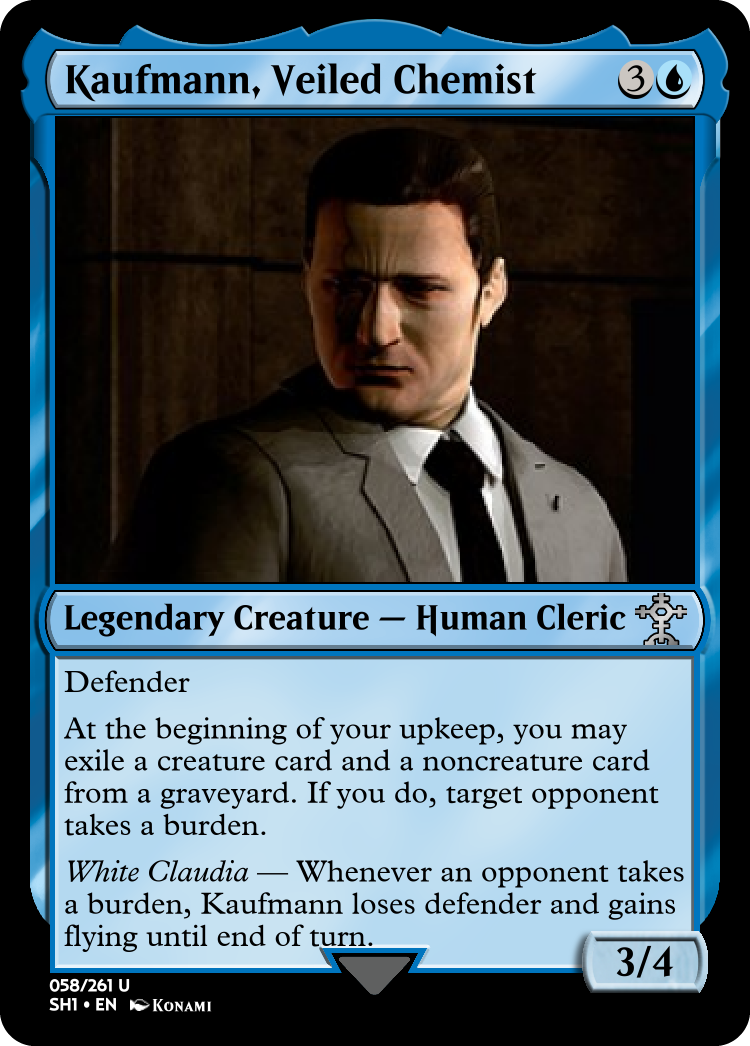 Kaufmann, Veiled Chemist 3
Legendary Creature — Human Cleric
Defender
At the beginning of your upkeep, you may
exile a creature card and a noncreature card
from a graveyard. If you do, target opponent
takes a burden.
White Claudia — Whenever an opponent takes
a burden, Kaufmann loses defender and gains
flying until end of turn.
3/4
058/261 U
SH1 • EN KONAMI